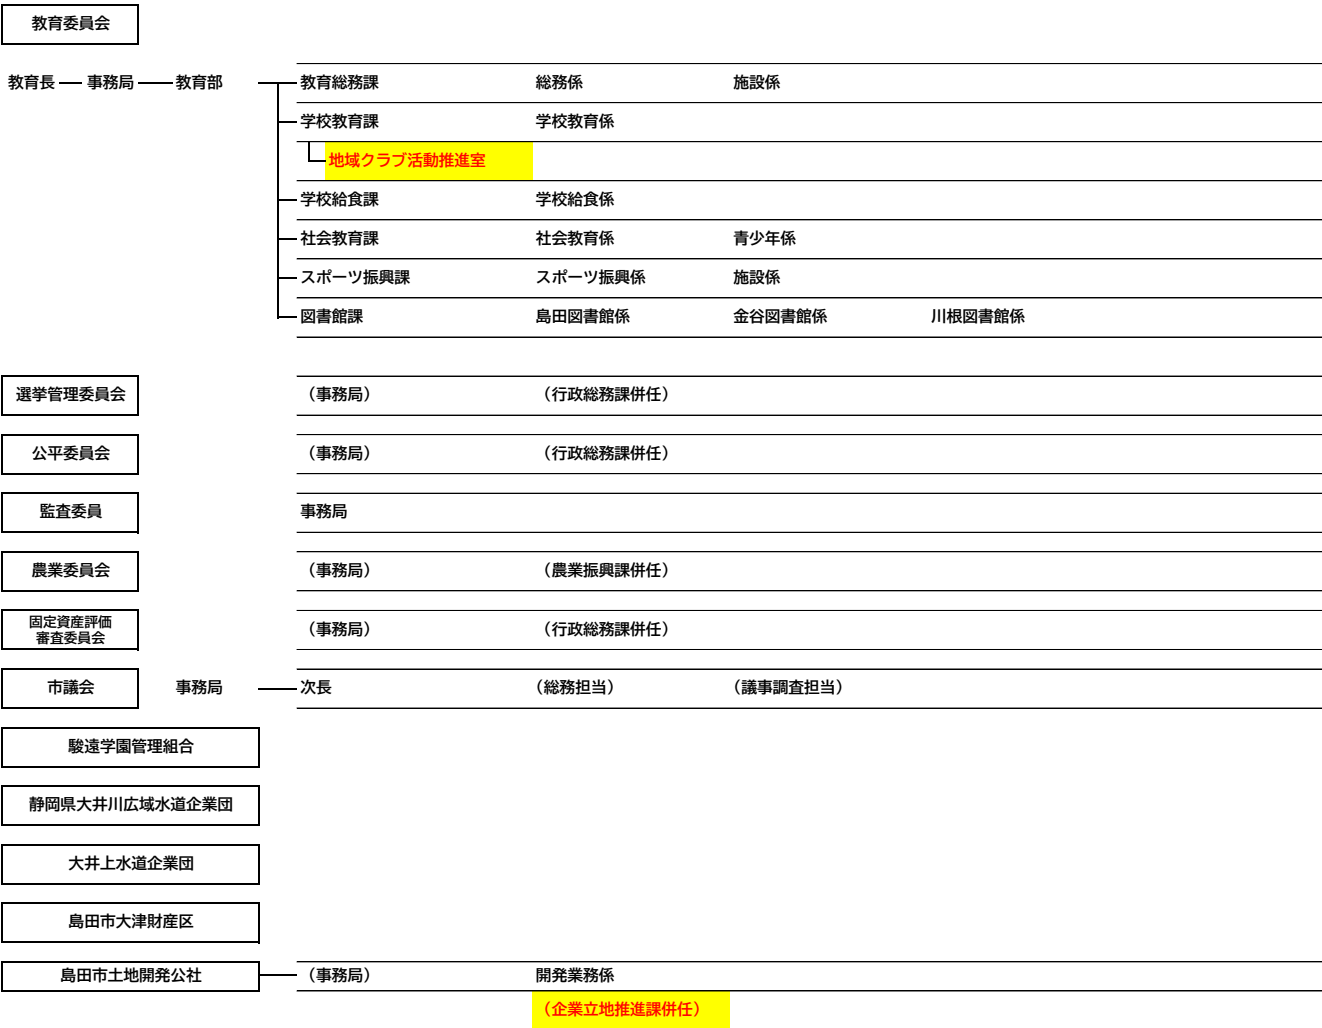 教育委員会
教育長 事務局 教育部 教育総務課 総務係 施設係
学校教育課 学校教育係
地域クラブ活動推進室
学校給食課 学校給食係
社会教育課 社会教育係 青少年係
スポーツ振興課 スポーツ振興係 施設係
図書館課 島田図書館係 金谷図書館係 川根図書館係
選挙管理委員会 （事務局） （行政総務課併任）
公平委員会 （事務局） （行政総務課併任）
監査委員 事務局
農業委員会 （事務局） （農業振興課併任）
固定資産評価
審査委員会 （事務局） （行政総務課併任）
市議会 事務局 次長 （総務担当） （議事調査担当）
駿遠学園管理組合
静岡県大井川広域水道企業団
大井上水道企業団
島田市大津財産区
島田市土地開発公社 （事務局） 開発業務係
（企業立地推進課併任）